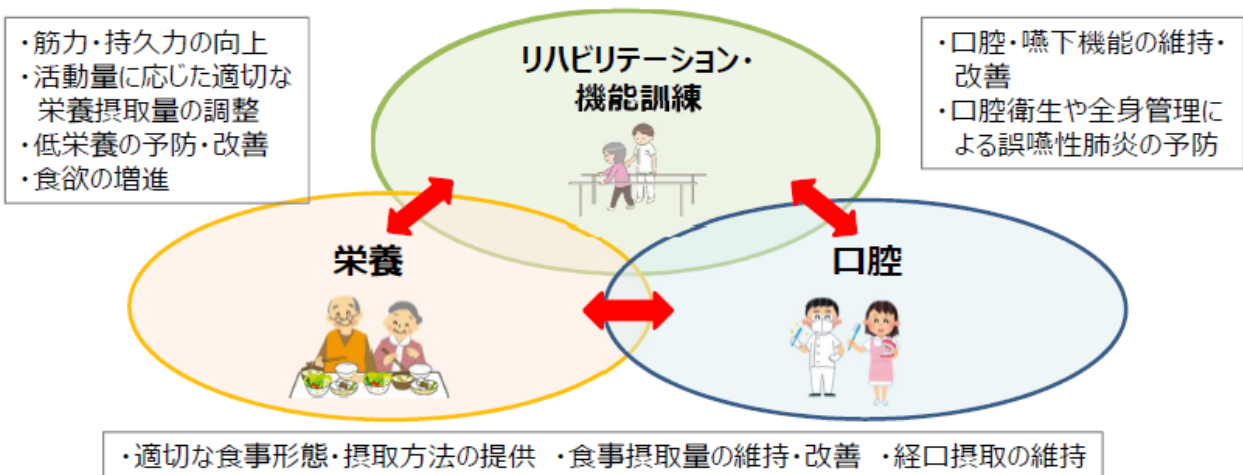 ・筋力・持久力の向上
・活動量に応じた適切な
栄養摂取量の調整
・低栄養の予防・改善
・食欲の増進
リハビリテーション・
機能訓練
・口腔・嚥下機能の維持・
改善
・口腔衛生や全身管理に
よる誤嚥性肺炎の予防
栄養
口腔
・適切な食事形態・摂取方法の提供 ・食事摂取量の維持・改善 ・経口摂取の維持